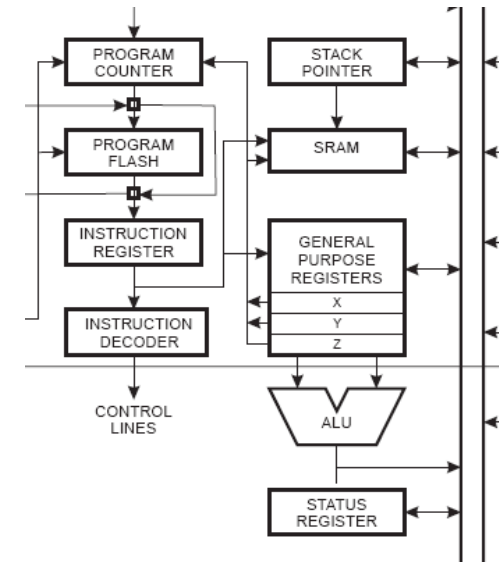 PROGRAM
COUNTER
STACK
POINTER
PROGRAM
FLASH
SRAM
INSTRUCTION
REGISTER
GENERAL
PURPOSE
REGISTERS
X
Y
Z
INSTRUCTION
DECODER
CONTROL
LINES
ALU
STATUS
REGISTER